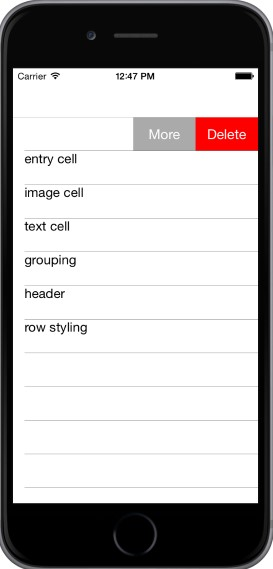 Carrier 12:47 PM
More Delete
entry cell
image cell
text cell
grouping
header
row styling